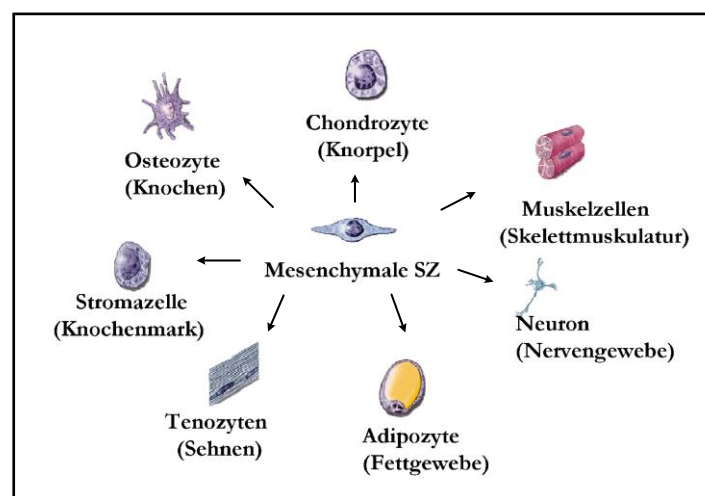 Chondrozyte
(Knorpel)
Osteozyte
(Knochen)
Muskelzellen
(Skelettmuskulatur)
Mesenchymale SZ
Stromazelle
(Knochenmark)
Neuron
(Nervengewebe)
Tenozyten
(Sehnen)
Adipozyte
(Fettgewebe)